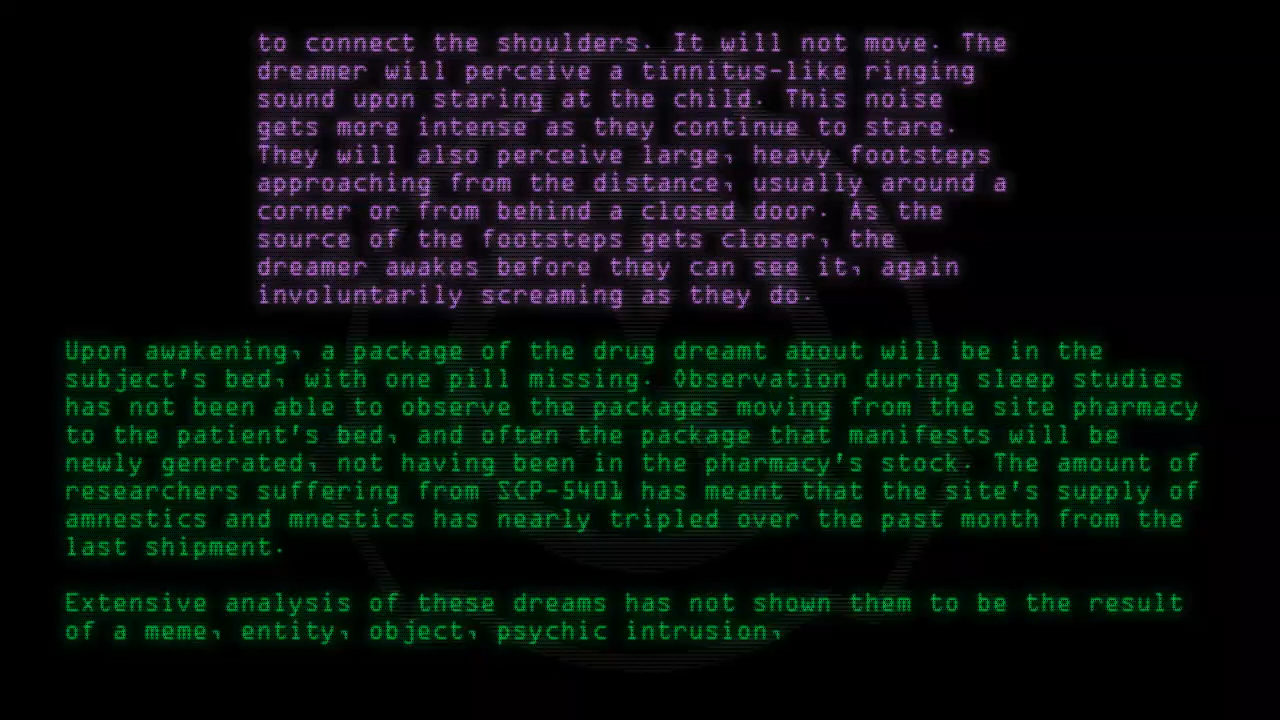 to connect the shoulders. It will not move. The
dreamer will perceive a tinnitus-like ringing
sound upon staring at the child. This noise
gets more intense as they continue to stare.
They will also perceive large, heavy footsteps
approaching from the distance, usually around a
corner or from behind a closed door. As the
source of the footsteps gets closer, the
dreamer awakes before they can see it, again
involuntarily screaming as they do.
Upon awakening, a package of the drug dreamt about will be in the
subject's bed, with one pill missing. Observation during sleep studies
has not been able to observe the packages moving from the site pharmacy
to the patient's bed, and often the package that manifests will be
newly generated, not having been in the pharmacy's stock. The amount of
researchers suffering from SCP-5401 has meant that the site's supply of
amnestics and mnestics has nearly tripled over the past month from the
last shipment.
Extensive analysis of these dreams has not shown them to be the result
of a meme, entity, object, psychic intrusion,